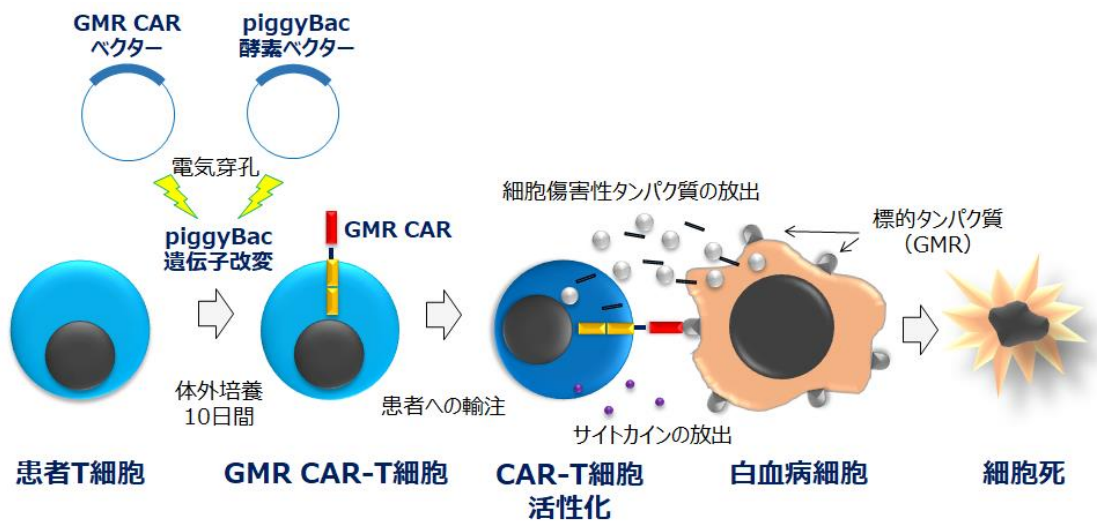 GMR CAR
ベクター
piggyBac
酵素ベクター
電気穿孔
piggyBac
遺伝子改変
GMR CAR
細胞傷害性タンパク質の放出
標的タンパク質
（GMR）
体外培養
10日間
患者への輸注
サイトカインの放出
患者T細胞
GMR CAR-T細胞
CAR-T細胞
活性化
白血病細胞
細胞死